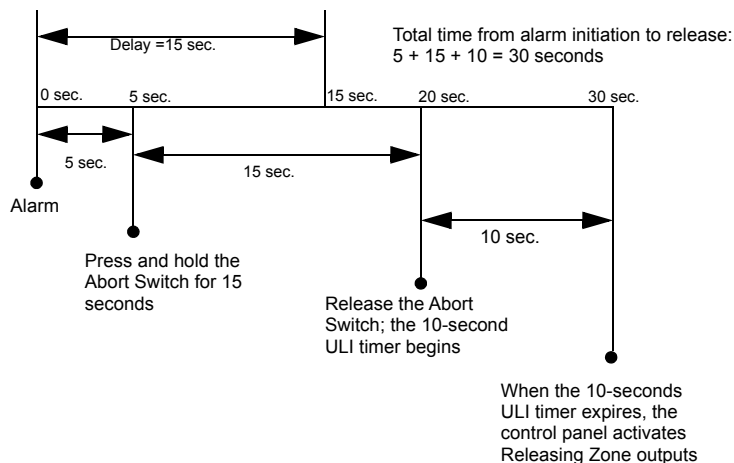 Delay =15 sec.
Total time from alarm initiation to release:
5 + 15 + 10 = 30 seconds
0 sec.
5 sec.
15 sec.
20 sec.
30 sec.
5 sec.
15 sec.
Alarm
10 sec.
Press and hold the
Abort Switch for 15
seconds
Release the Abort
Switch; the 10-second
ULI timer begins
When the 10-seconds
ULI timer expires, the
control panel activates
Releasing Zone outputs